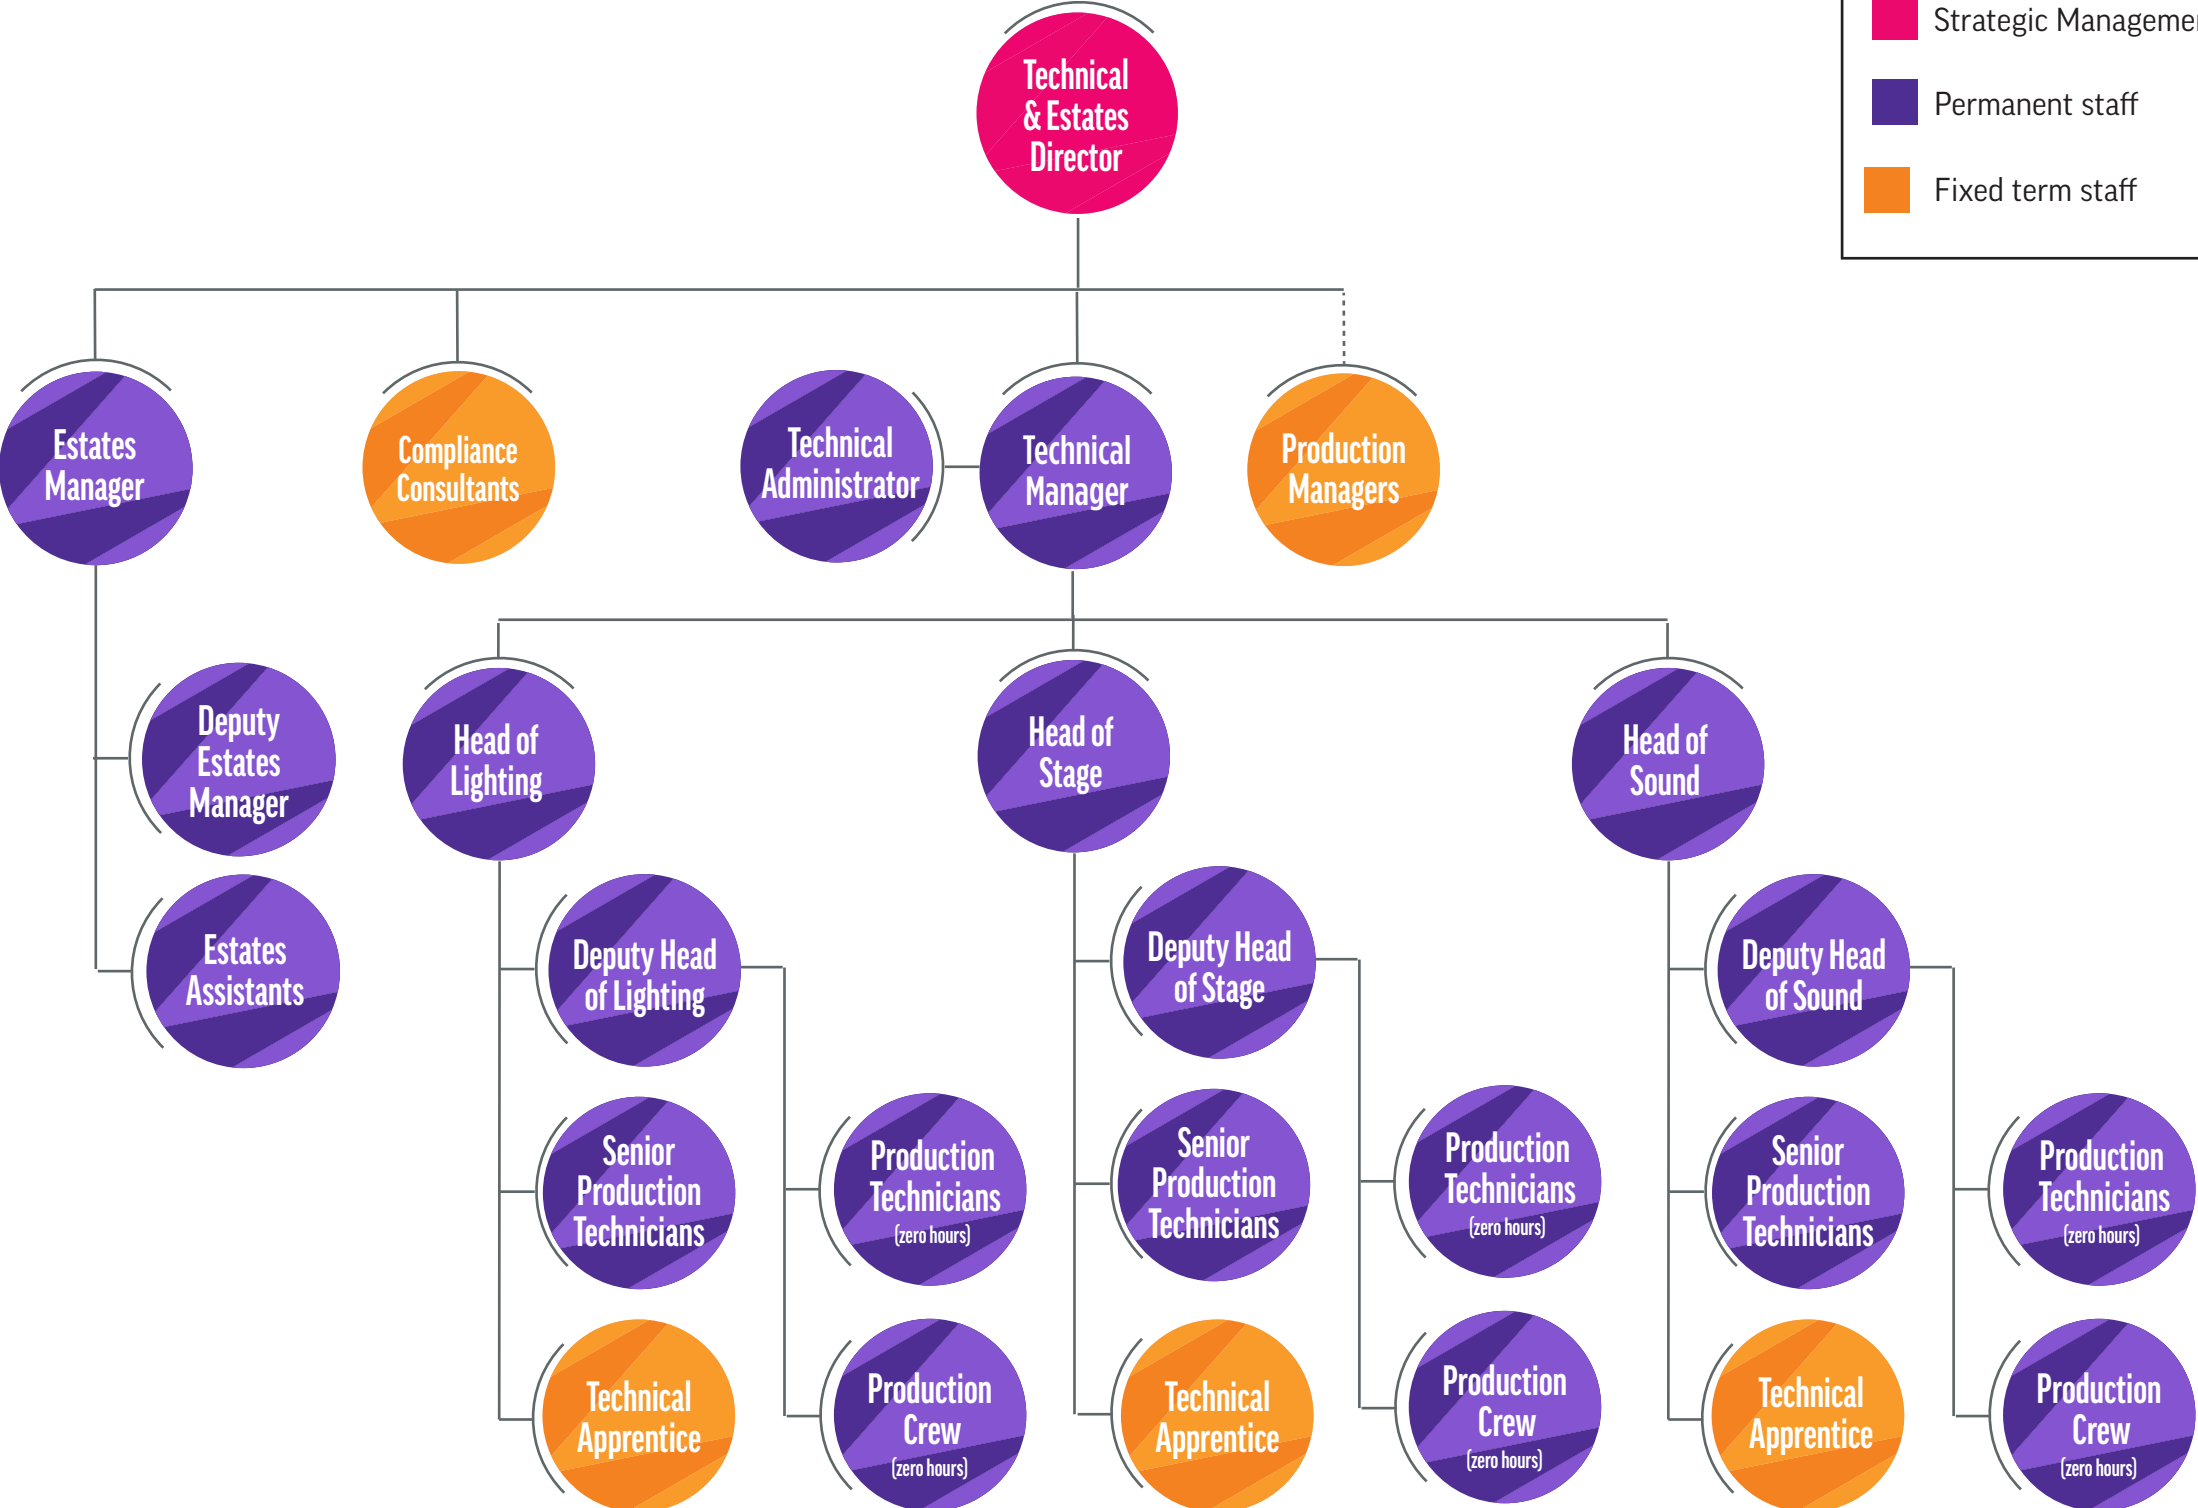 Strategic
Permanent staff
Fixed term staff
Technical
& Estates
Director
Estates
Manager
Compliance
Consultants
Technical
Administrator
Technical
Manager
Production
Managers
Deputy
Estates
Manager
Head of
Lighting
Head of
Stage
Head of
Sound
Estates
Assistants
Deputy Head
of Lighting
Deputy Head
of Stage
Deputy Head
of Sound
Senior
Production
Technicians
Production
Technicians
(zero hours)
Senior
Production
Technicians
Production
Technicians
(zero hours)
Senior
Production
Technicians
Production
Technicians
(zero hours)
Technical
Apprentice
Production
Crew
(zero hours)
Technical
Apprentice
Production
Crew
(zero hours)
Technical
Apprentice
Production
Crew
(zero hours)